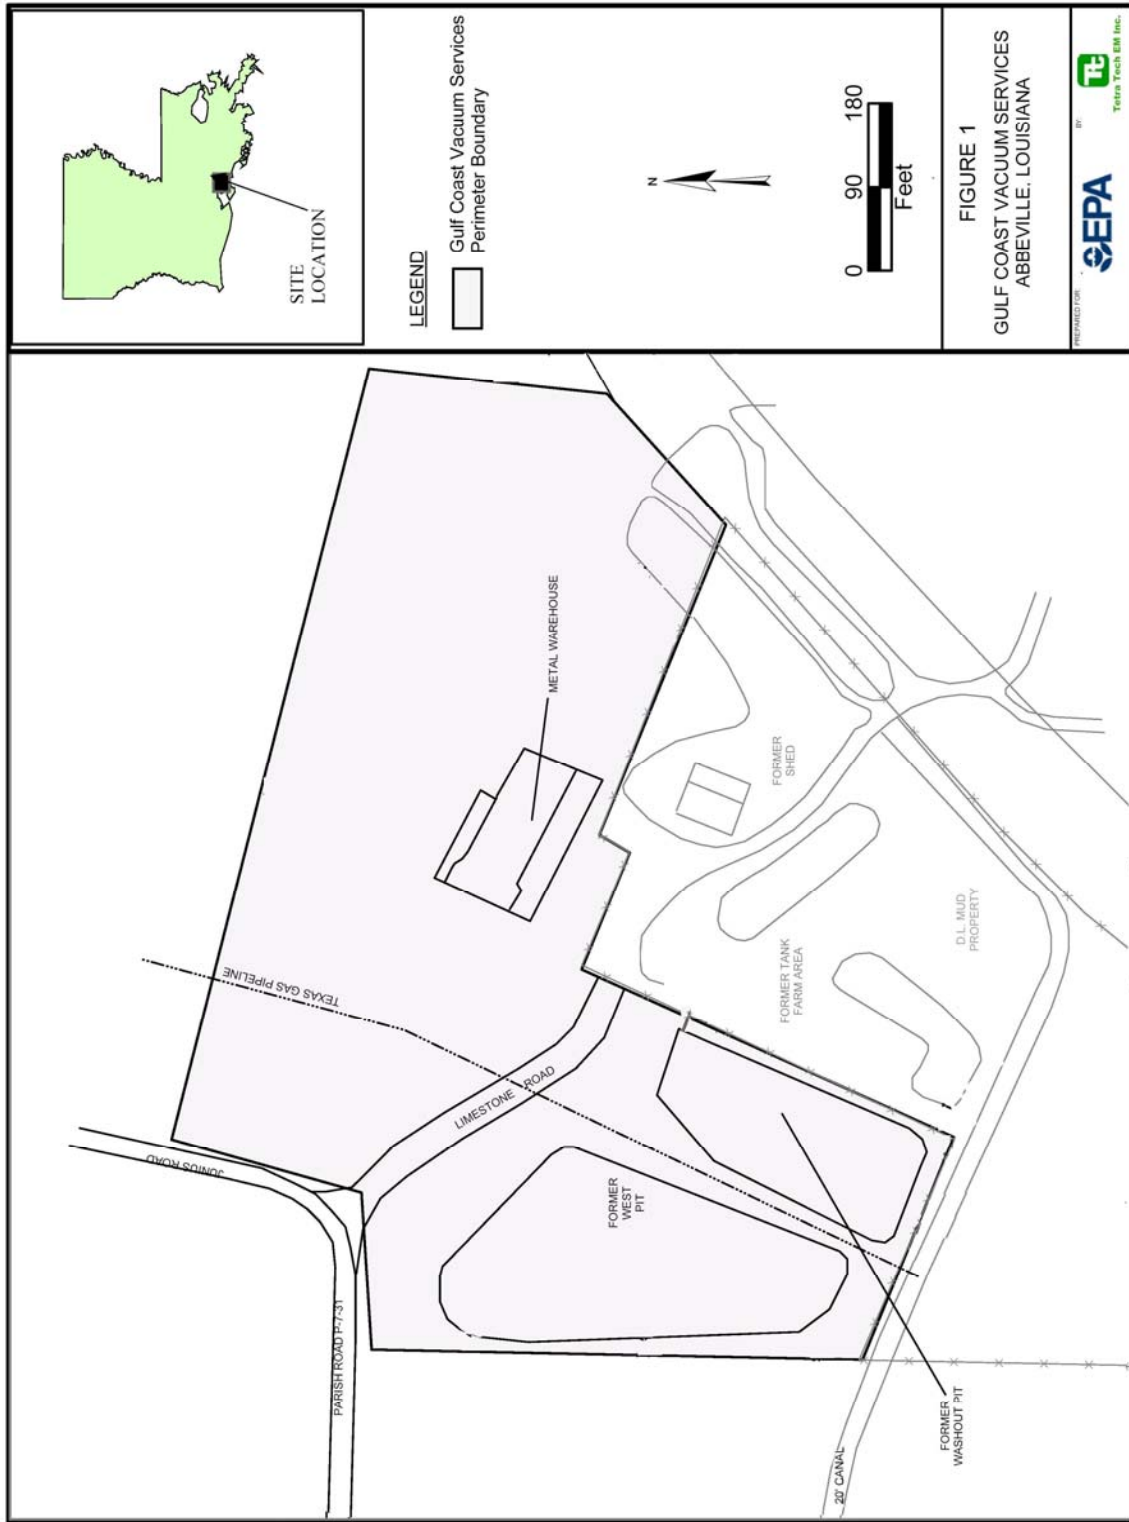 SITE
LOCATION
LEGEND
Gulf Coast Vacuum Services
Perimeter Boundary
N
0 90 180
Feet
FIGURE 1
GULF COAST VACUUM SERVICES
ABBEVILLE, LOUISIANA
PREPARED FOR:
EPA
BY:
Tt
Tetra Tech EM Inc.
METAL WAREHOUSE
TEXAS GAS PIPELINE
JUNIUS ROAD
LIMESTONE ROAD
PARISH ROAD P-7-31
FORMER
WEST
PIT
FORMER
SHED
FORMER TANK
FARM AREA
D.L. MUD
PROPERTY
FORMER
WASHOUT PIT
20' CANAL